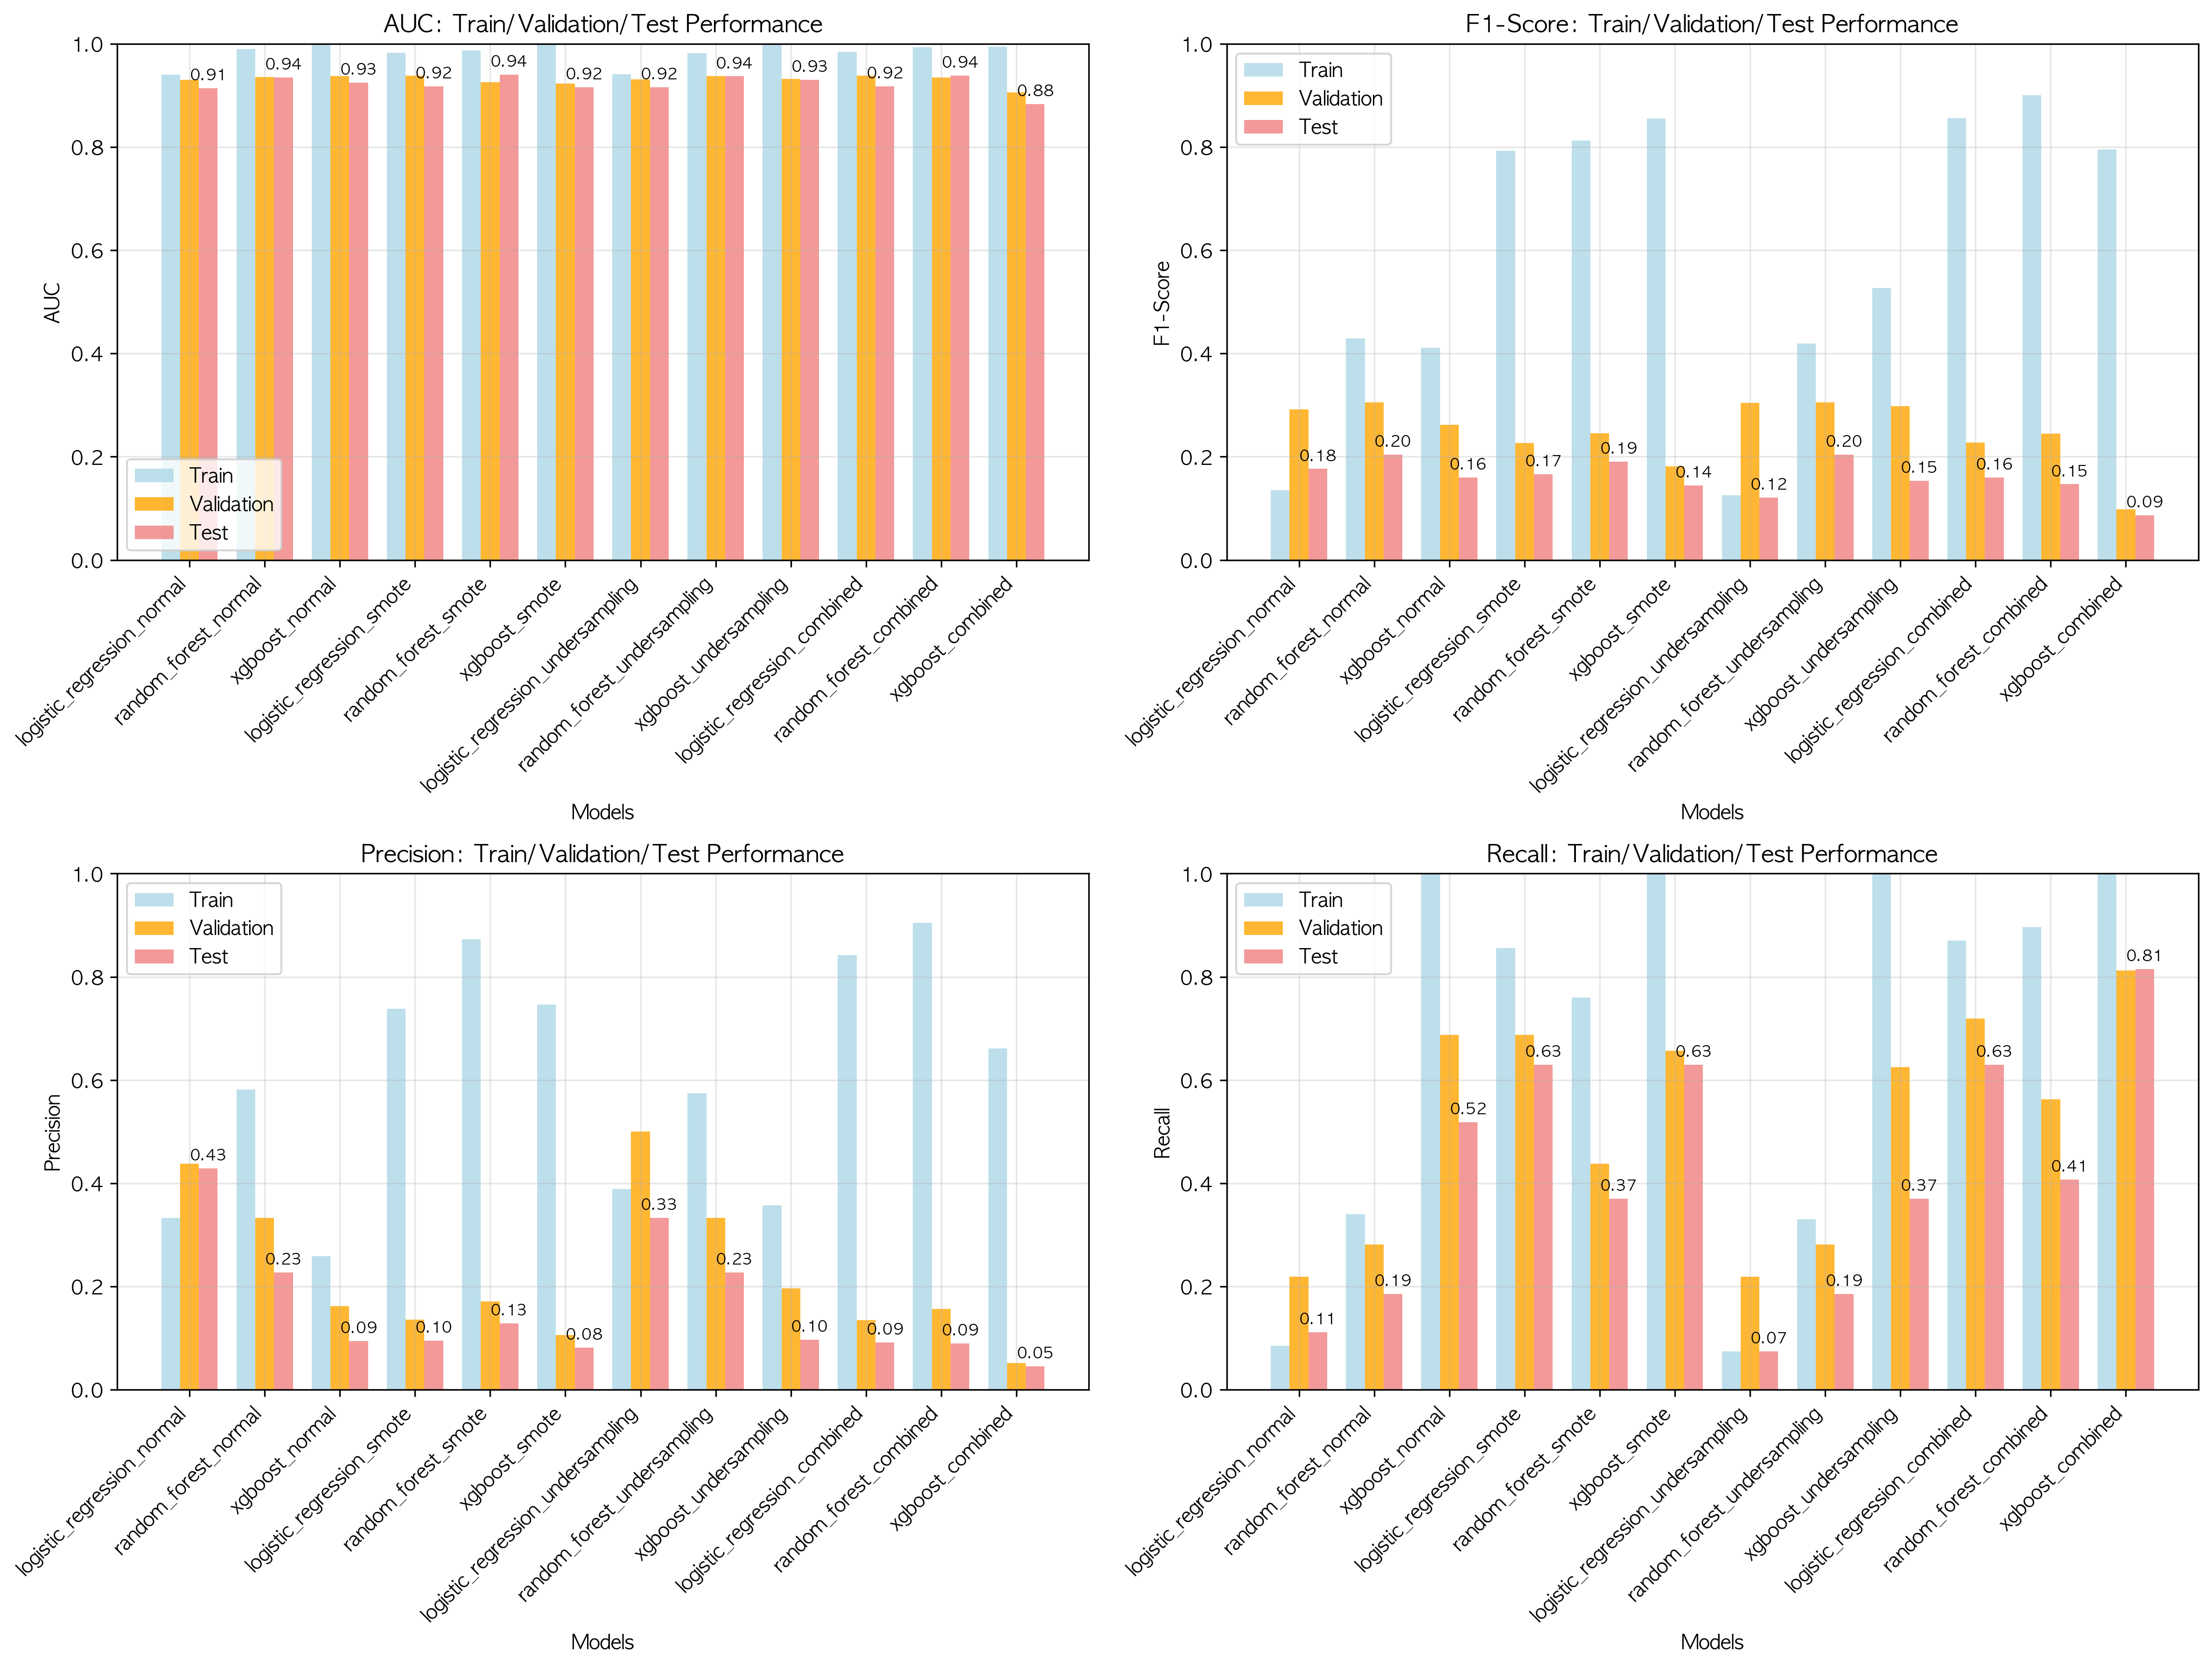 AUC: Train/Validation/Test Performance
1.0
0.8
0.6
0.4
0.2
0.0
AUC
0.91
0.94
0.93
0.92
0.94
0.92
0.92
0.94
0.93
0.92
0.94
0.88
Train
Validation
Test
logistic_regression_normal
random_forest_normal
xgboost_normal
logistic_regression_smote
random_forest_smote
xgboost_smote
logistic_regression_undersampling
random_forest_undersampling
xgboost_undersampling
logistic_regression_combined
random_forest_combined
xgboost_combined
Models
F1-Score: Train/Validation/Test Performance
1.0
0.8
0.6
0.4
0.2
0.0
F1-Score
Train
Validation
Test
0.18
0.20
0.16
0.17
0.19
0.14
0.12
0.20
0.15
0.16
0.15
0.09
logistic_regression_normal
random_forest_normal
xgboost_normal
logistic_regression_smote
random_forest_smote
xgboost_smote
logistic_regression_undersampling
random_forest_undersampling
xgboost_undersampling
logistic_regression_combined
random_forest_combined
xgboost_combined
Models
Precision: Train/Validation/Test Performance
1.0
0.8
0.6
0.4
0.2
0.0
Precision
Train
Validation
Test
0.43
0.23
0.09
0.10
0.13
0.08
0.33
0.23
0.10
0.09
0.09
0.05
logistic_regression_normal
random_forest_normal
xgboost_normal
logistic_regression_smote
random_forest_smote
xgboost_smote
logistic_regression_undersampling
random_forest_undersampling
xgboost_undersampling
logistic_regression_combined
random_forest_combined
xgboost_combined
Models
Recall: Train/Validation/Test Performance
1.0
0.8
0.6
0.4
0.2
0.0
Recall
Train
Validation
Test
0.11
0.19
0.52
0.63
0.37
0.63
0.07
0.19
0.37
0.63
0.41
0.81
logistic_regression_normal
random_forest_normal
xgboost_normal
logistic_regression_smote
random_forest_smote
xgboost_smote
logistic_regression_undersampling
random_forest_undersampling
xgboost_undersampling
logistic_regression_combined
random_forest_combined
xgboost_combined
Models